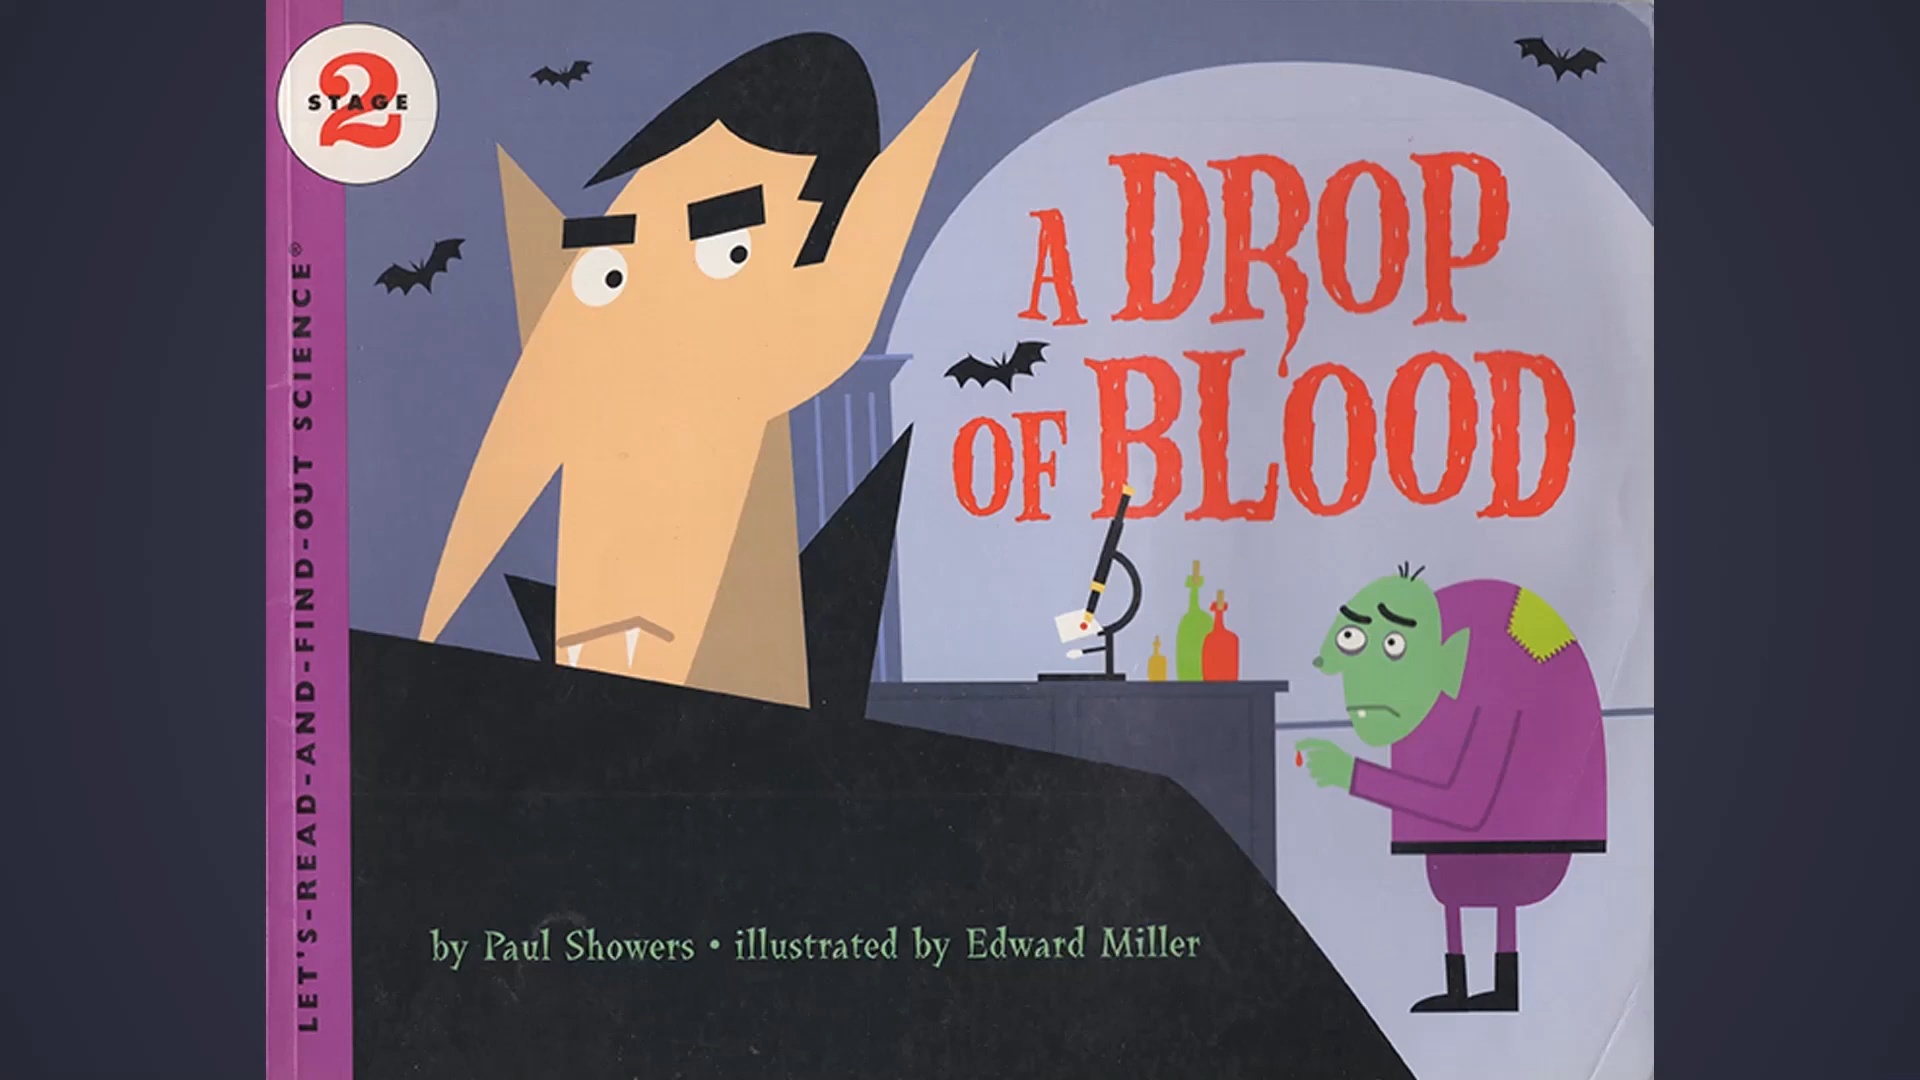 2
STAGE
LET'S-READ-AND-FIND-OUT SCIENCE®
A DROP
OF BLOOD
by Paul Showers • illustrated by Edward Miller